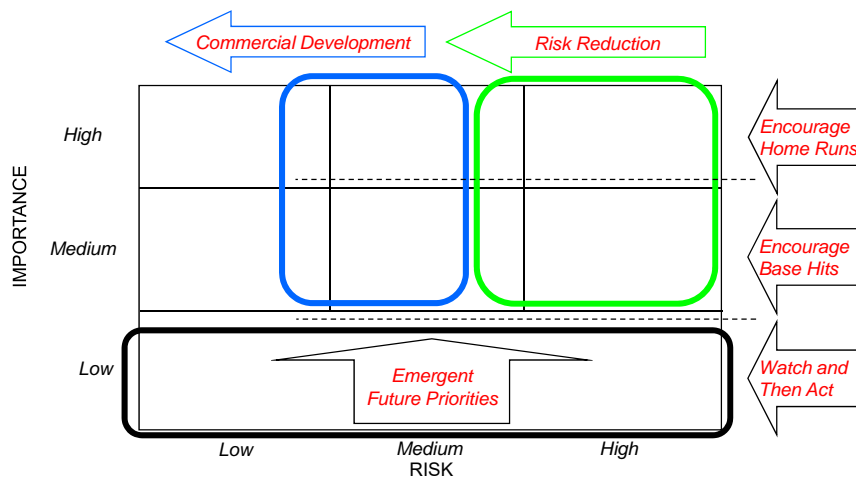 Commercial Development
Risk Reduction
High
Encourage
Home Runs
IMPORTANCE
Medium
Encourage
Base Hits
Low
Emergent
Future Priorities
Watch and
Then Act
Low
Medium
High
RISK